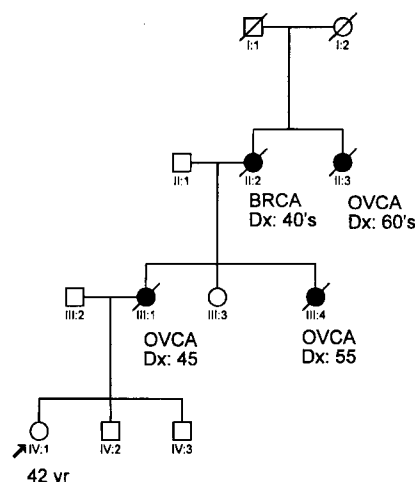 I:1 I:2
II:1 II:2 II:3
BRCA OVCA
Dx: 40's Dx: 60's
III:2 III:1 III:3 III:4
OVCA OVCA
Dx: 45 Dx: 55
IV:1 IV:2 IV:3
42 yr